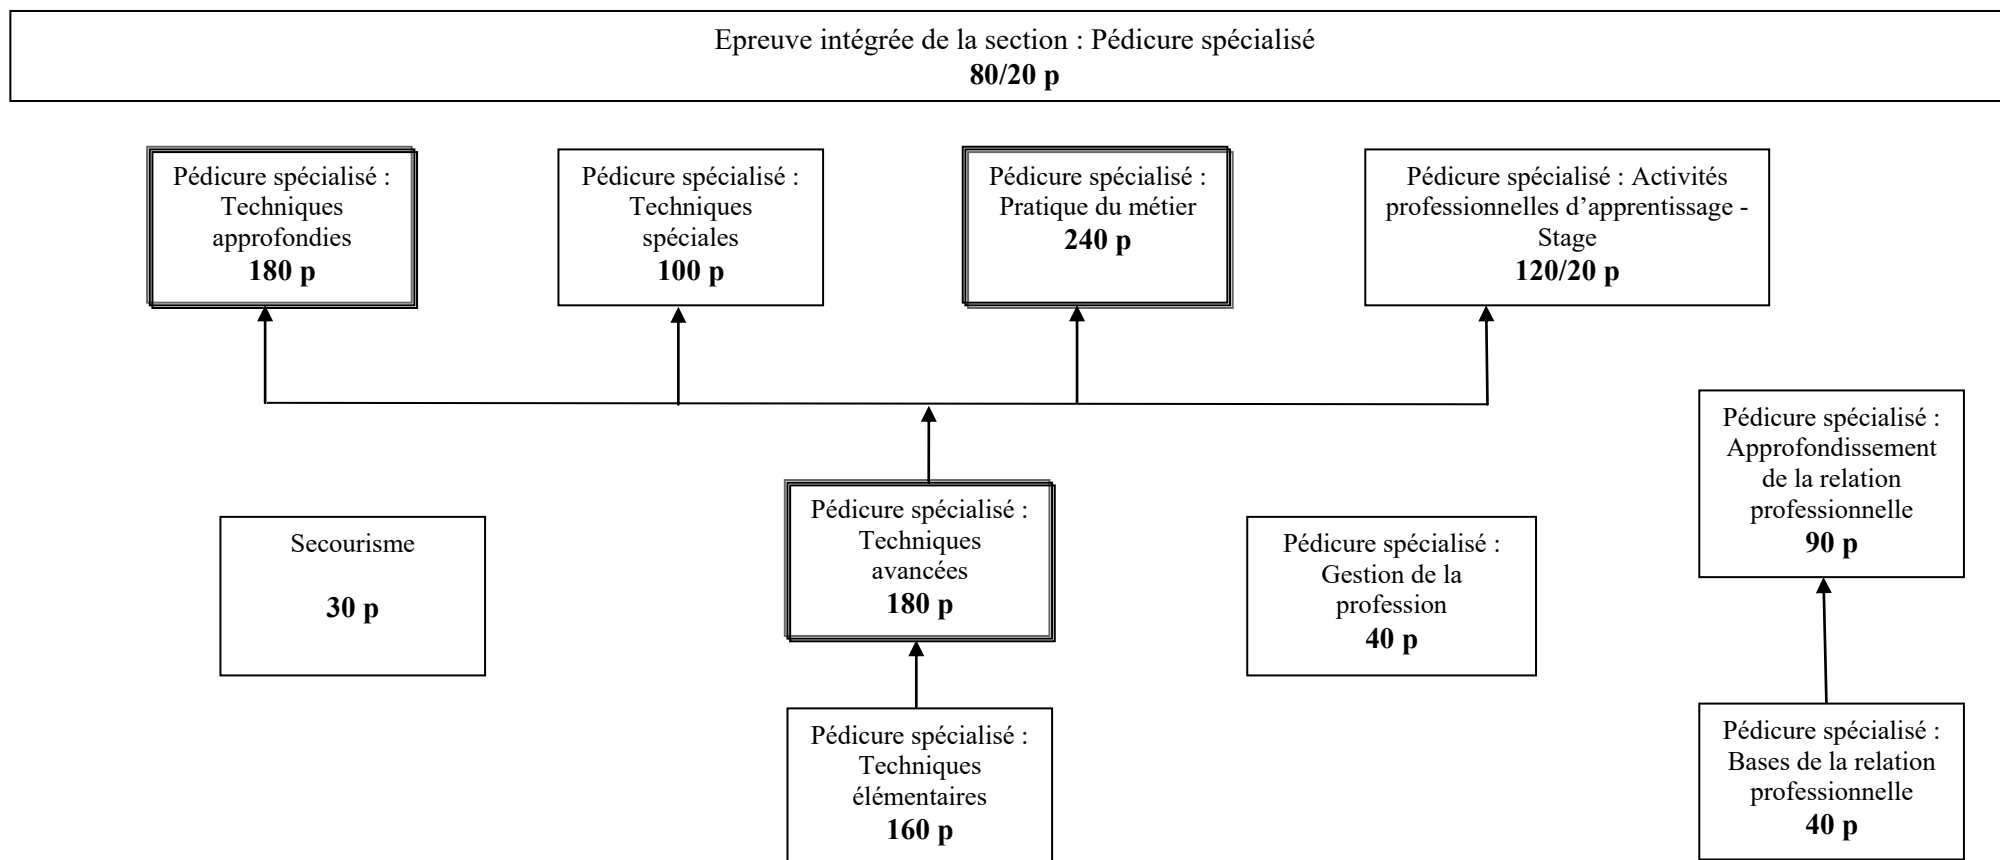 Epreuve intégrée de la section : Pédicure spécialisé
80/20 p
Pédicure spécialisé :
Techniques
approfondies
180 p
Pédicure spécialisé :
Techniques
spéciales
100 p
Pédicure spécialisé :
Pratique du métier
240 p
Pédicure spécialisé : Activités
professionnelles d’apprentissage -
Stage
120/20 p
Secourisme
30 p
Pédicure spécialisé :
Techniques
avancées
180 p
Pédicure spécialisé :
Gestion de la
profession
40 p
Pédicure spécialisé :
Approfondissement
de la relation
professionnelle
90 p
Pédicure spécialisé :
Techniques
élémentaires
160 p
Pédicure spécialisé :
Bases de la relation
professionnelle
40 p